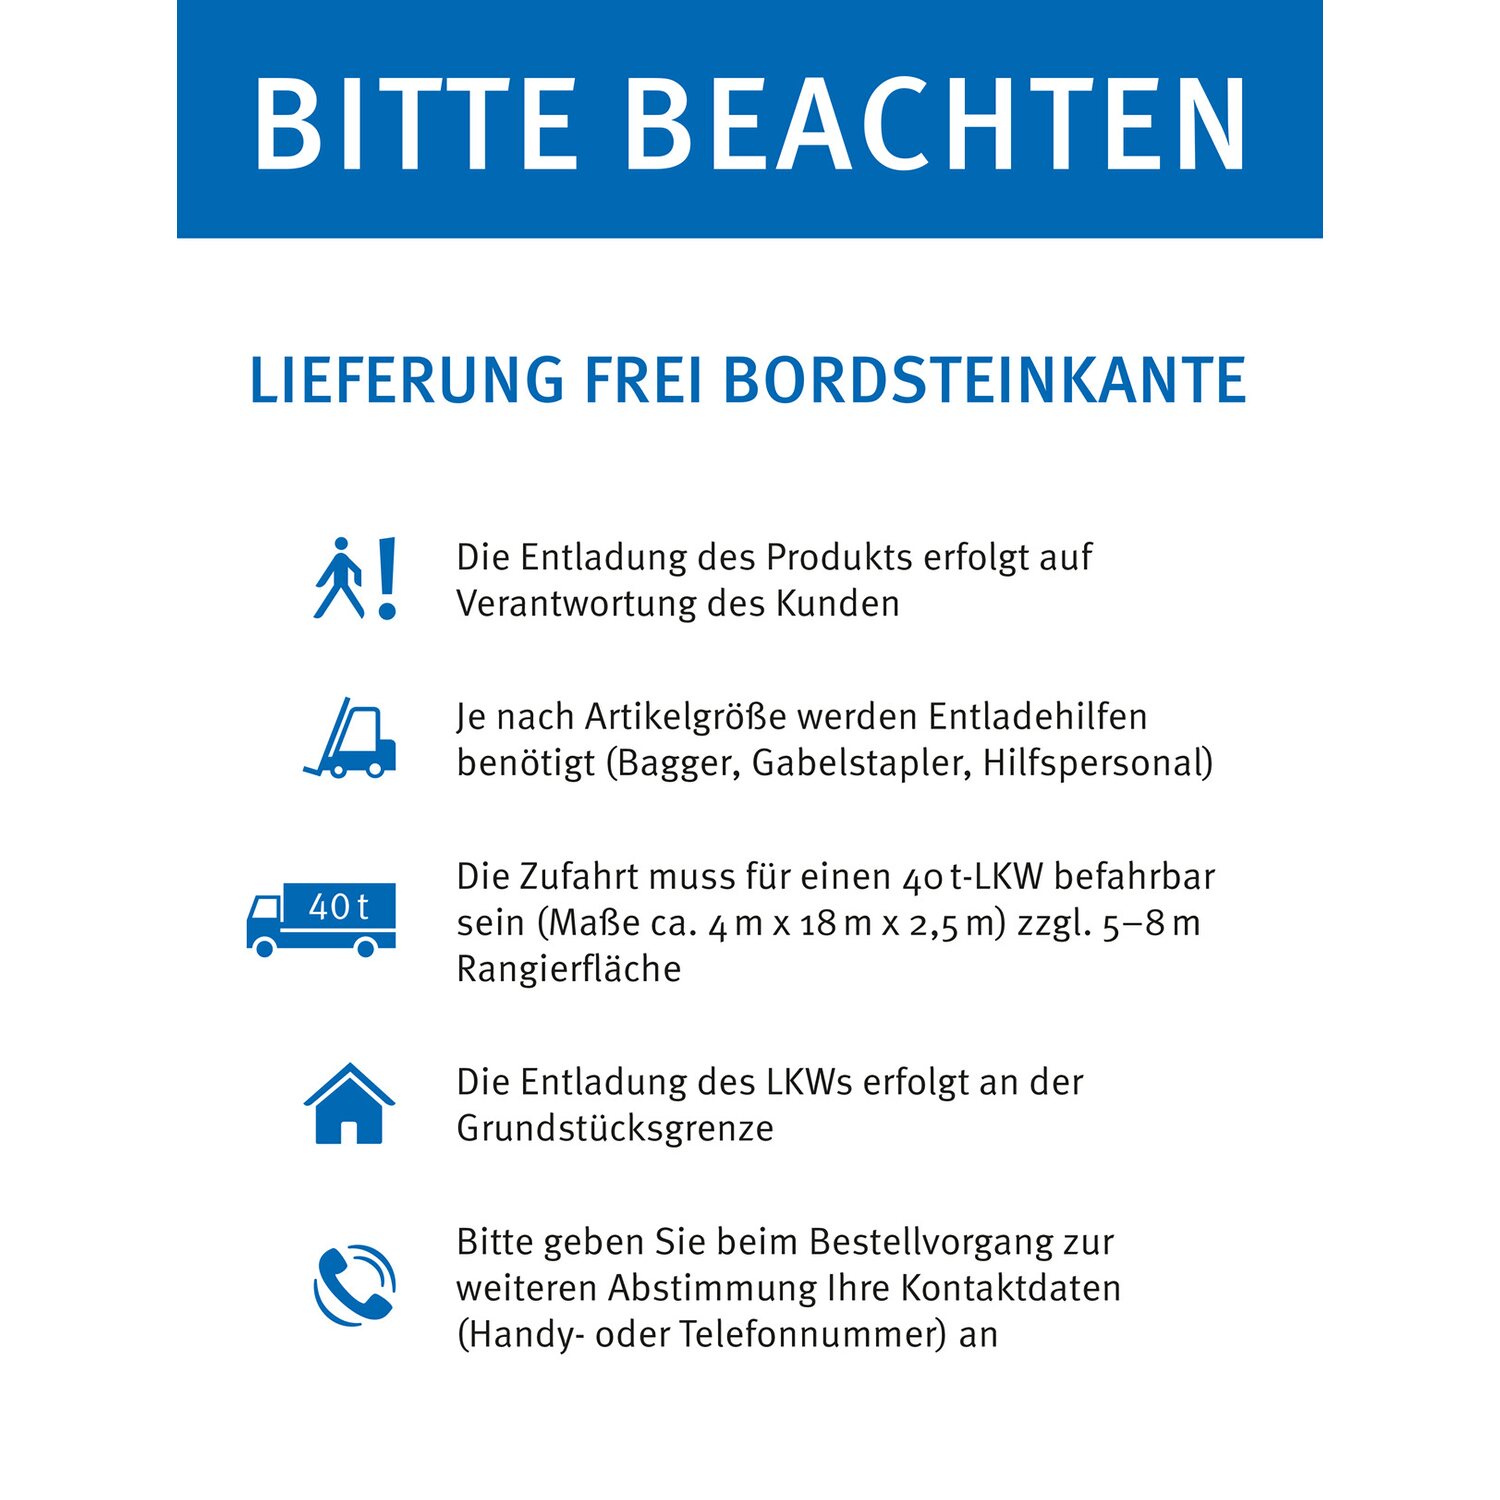 BITTE BEACHTEN
LIEFERUNG FREI BORDSTEINKANTE
Die Entladung des Produkts erfolgt auf
Verantwortung des Kunden
Je nach Artikelgröße werden Entladehilfen
benötigt (Bagger, Gabelstapler, Hilfspersonal)
40 t
Die Zufahrt muss für einen 40 t-LKW befahrbar
sein (Maße ca. 4 m x 18 m x 2,5 m) zzgl. 5–8 m
Rangierfläche
Die Entladung des LKWs erfolgt an der
Grundstücksgrenze
Bitte geben Sie beim Bestellvorgang zur
weiteren Abstimmung Ihre Kontaktdaten
(Handy- oder Telefonnummer) an